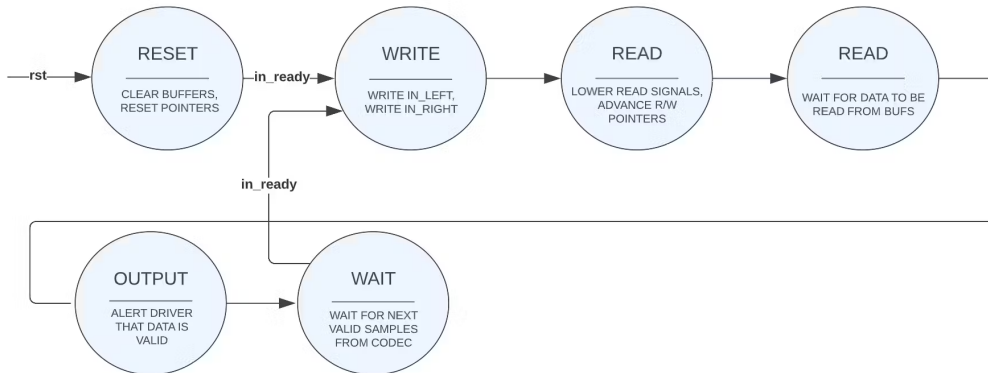 rst
RESET
CLEAR BUFFERS,
RESET POINTERS
in_ready
WRITE
WRITE IN_LEFT,
WRITE IN_RIGHT
READ
LOWER READ SIGNALS,
ADVANCE R/W
POINTERS
READ
WAIT FOR DATA TO BE
READ FROM BUFS
in_ready
OUTPUT
ALERT DRIVER
THAT DATA IS
VALID
WAIT
WAIT FOR NEXT
VALID SAMPLES
FROM CODEC